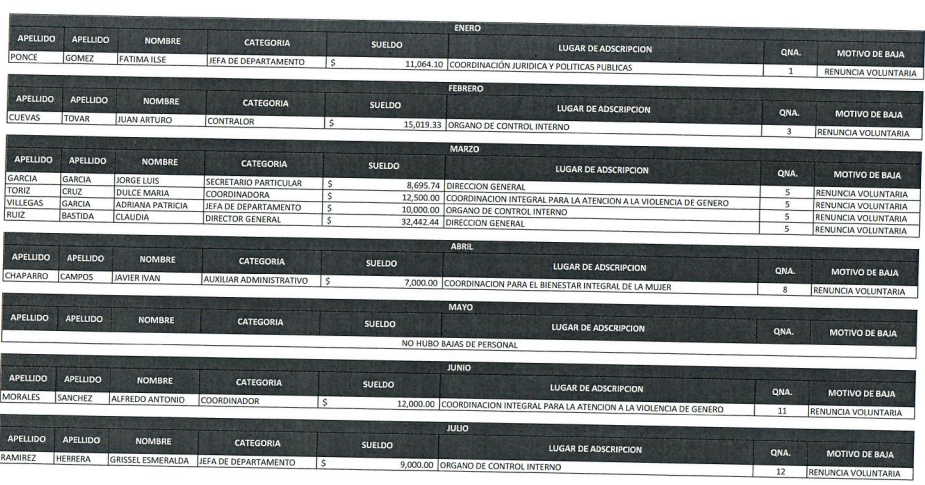 ENERO
APELLIDO APELLIDO NOMBRE CATEGORIA SUELDO LUGAR DE ADSCRIPCION QNA. MOTIVO DE BAJA
PONCE GOMEZ FATIMA ILSE JEFA DE DEPARTAMENTO $ 11,064.10 COORDINACIÓN JURIDICA Y POLITICAS PUBLICAS 1 RENUNCIA VOLUNTARIA
FEBRERO
APELLIDO APELLIDO NOMBRE CATEGORIA SUELDO LUGAR DE ADSCRIPCION QNA. MOTIVO DE BAJA
CUEVAS TOVAR JUAN ARTURO CONTRALOR $ 15,019.33 ORGANO DE CONTROL INTERNO 3 RENUNCIA VOLUNTARIA
MARZO
APELLIDO APELLIDO NOMBRE CATEGORIA SUELDO LUGAR DE ADSCRIPCION QNA. MOTIVO DE BAJA
GARCIA GARCIA JORGE LUIS SECRETARIO PARTICULAR $ 8,695.74 DIRECCION GENERAL 5 RENUNCIA VOLUNTARIA
TORIZ CRUZ DULCE MARIA COORDINADORA $ 12,500.00 COORDINACION INTEGRAL PARA LA ATENCION A LA VIOLENCIA DE GENERO 5 RENUNCIA VOLUNTARIA
VILLEGAS GARCIA ADRIANA PATRICIA JEFA DE DEPARTAMENTO $ 10,000.00 ORGANO DE CONTROL INTERNO 5 RENUNCIA VOLUNTARIA
RUIZ BASTIDA CLAUDIA DIRECTOR GENERAL $ 32,442.44 DIRECCION GENERAL 5 RENUNCIA VOLUNTARIA
ABRIL
APELLIDO APELLIDO NOMBRE CATEGORIA SUELDO LUGAR DE ADSCRIPCION QNA. MOTIVO DE BAJA
CHAPARRO CAMPOS JAVIER IVAN AUXILIAR ADMINISTRATIVO $ 7,000.00 COORDINACION PARA EL BIENESTAR INTEGRAL DE LA MUJER 8 RENUNCIA VOLUNTARIA
MAYO
APELLIDO APELLIDO NOMBRE CATEGORIA SUELDO LUGAR DE ADSCRIPCION QNA. MOTIVO DE BAJA
NO HUBO BAJAS DE PERSONAL
JUNIO
APELLIDO APELLIDO NOMBRE CATEGORIA SUELDO LUGAR DE ADSCRIPCION QNA. MOTIVO DE BAJA
MORALES SANCHEZ ALFREDO ANTONIO COORDINADOR $ 12,000.00 COORDINACION INTEGRAL PARA LA ATENCION A LA VIOLENCIA DE GENERO 11 RENUNCIA VOLUNTARIA
JULIO
APELLIDO APELLIDO NOMBRE CATEGORIA SUELDO LUGAR DE ADSCRIPCION QNA. MOTIVO DE BAJA
RAMIREZ HERRERA GRISSEL ESMERALDA JEFA DE DEPARTAMENTO $ 9,000.00 ORGANO DE CONTROL INTERNO 12 RENUNCIA VOLUNTARIA